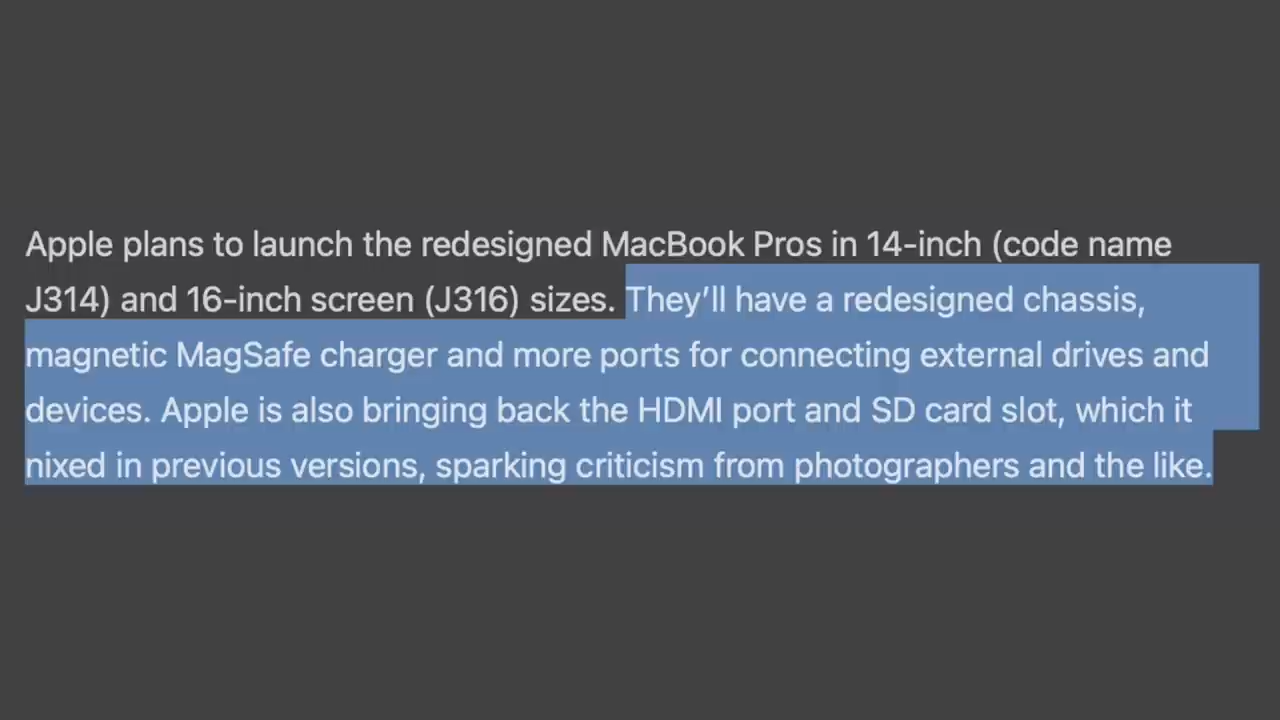 Apple plans to launch the redesigned MacBook Pros in 14-inch (code name
J314) and 16-inch screen (J316) sizes. They’ll have a redesigned chassis,
magnetic MagSafe charger and more ports for connecting external drives and
devices. Apple is also bringing back the HDMI port and SD card slot, which it
nixed in previous versions, sparking criticism from photographers and the like.